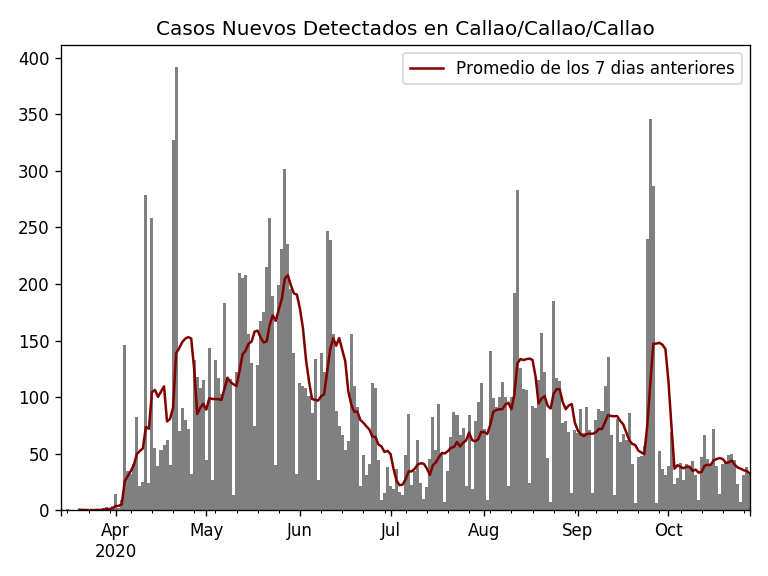 Casos Nuevos Detectados en Callao/Callao/Callao
Promedio de los 7 dias anteriores
400
350
300
250
200
150
100
50
0
Apr
2020
May
Jun
Jul
Aug
Sep
Oct